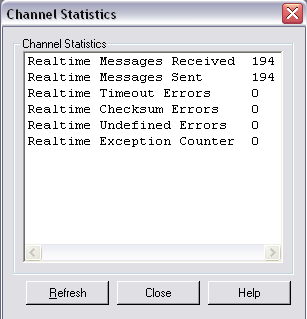 Channel Statistics
Channel Statistics
Realtime Messages Received 194
Realtime Messages Sent 194
Realtime Timeout Errors 0
Realtime Checksum Errors 0
Realtime Undefined Errors 0
Realtime Exception Counter 0
Refresh Close Help